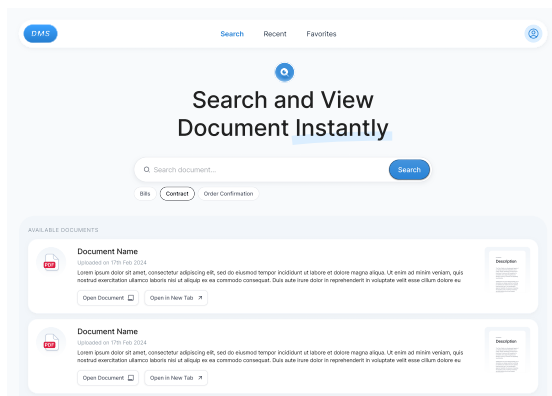 DMS
Search
Recent
Favorites
Search and View
Document Instantly
Search document...
Search
Bills
Contract
Order Confirmation
AVAILABLE DOCUMENTS
PDF
Document Name
Uploaded on 17th Feb 2024
Lorem ipsum dolor sit amet, consectetur adipiscing elit, sed do eiusmod tempor incididunt ut labore et dolore magna aliqua. Ut enim ad minim veniam, quis
nostrud exercitation ullamco laboris nisi ut aliquip ex ea commodo consequat. Duis aute irure dolor in reprehenderit in voluptate velit esse cillum dolore eu
Open Document
Open in New Tab
Description
PDF
Document Name
Uploaded on 17th Feb 2024
Lorem ipsum dolor sit amet, consectetur adipiscing elit, sed do eiusmod tempor incididunt ut labore et dolore magna aliqua. Ut enim ad minim veniam, quis
nostrud exercitation ullamco laboris nisi ut aliquip ex ea commodo consequat. Duis aute irure dolor in reprehenderit in voluptate velit esse cillum dolore eu
Open Document
Open in New Tab
Description